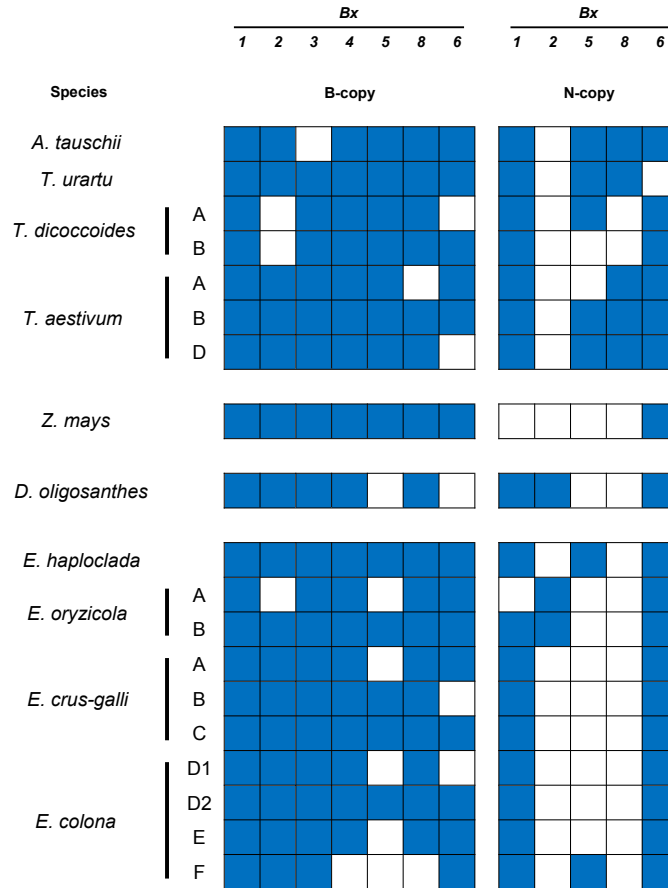 Bx Bx
1 2 3 4 5 8 6 1 2 5 8 6
Species B-copy N-copy
A. tauschii
T. urartu
T. dicoccoides
A
B
T. aestivum
A
B
D
Z. mays
D. oligosanthes
E. haploclada
E. oryzicola
A
B
E. crus-galli
A
B
C
E. colona
D1
D2
E
F